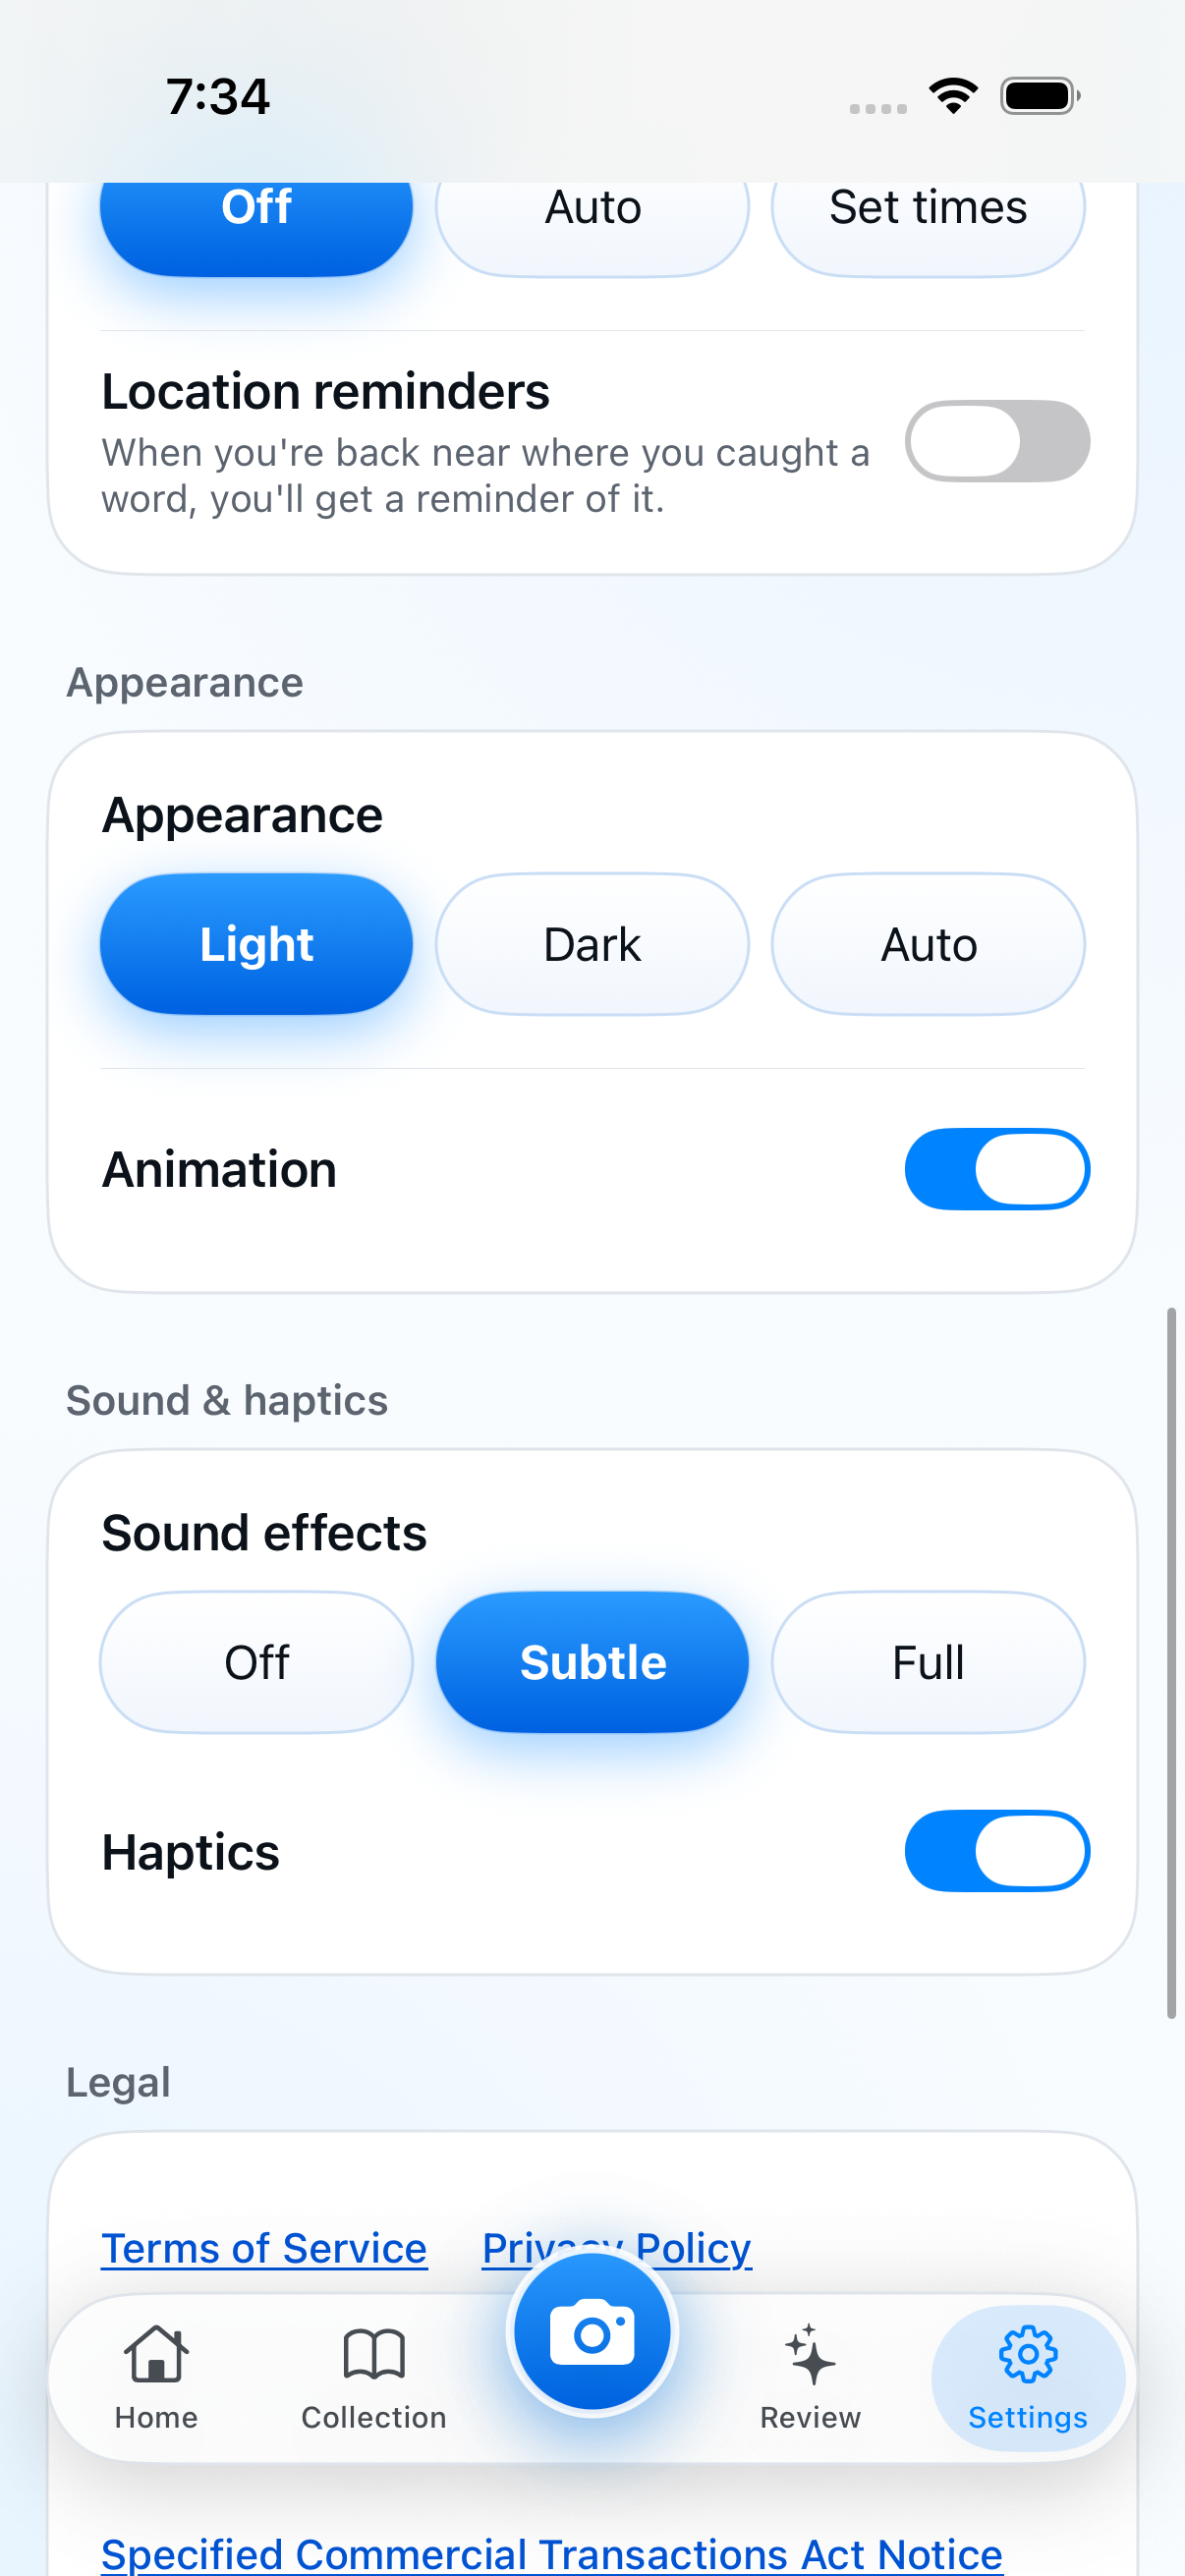 7:34
Off
Auto
Set times
Location reminders
When you're back near where you caught a
word, you'll get a reminder of it.
Appearance
Appearance
Light
Dark
Auto
Animation
Sound & haptics
Sound effects
Off
Subtle
Full
Haptics
Legal
Terms of Service
Privacy Policy
Home
Collection
Review
Settings
Specified Commercial Transactions Act Notice